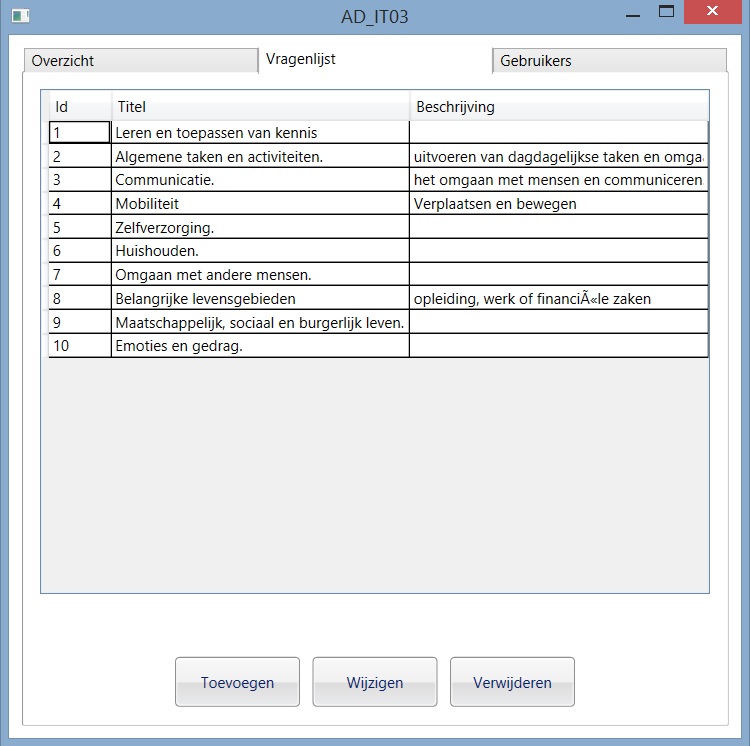 AD_IT03
Overzicht Vragenlijst Gebruikers
Id Titel Beschrijving
1 Leren en toepassen van kennis
2 Algemene taken en activiteiten. uitvoeren van dagdagelijkse taken en omga
3 Communicatie. het omgaan met mensen en communiceren
4 Mobiliteit Verplaatsen en bewegen
5 Zelfverzorging.
6 Huishouden.
7 Omgaan met andere mensen.
8 Belangrijke levensgebieden opleiding, werk of financiÃ«le zaken
9 Maatschappelijk, sociaal en burgerlijk leven.
10 Emoties en gedrag.
Toevoegen Wijzigen Verwijderen